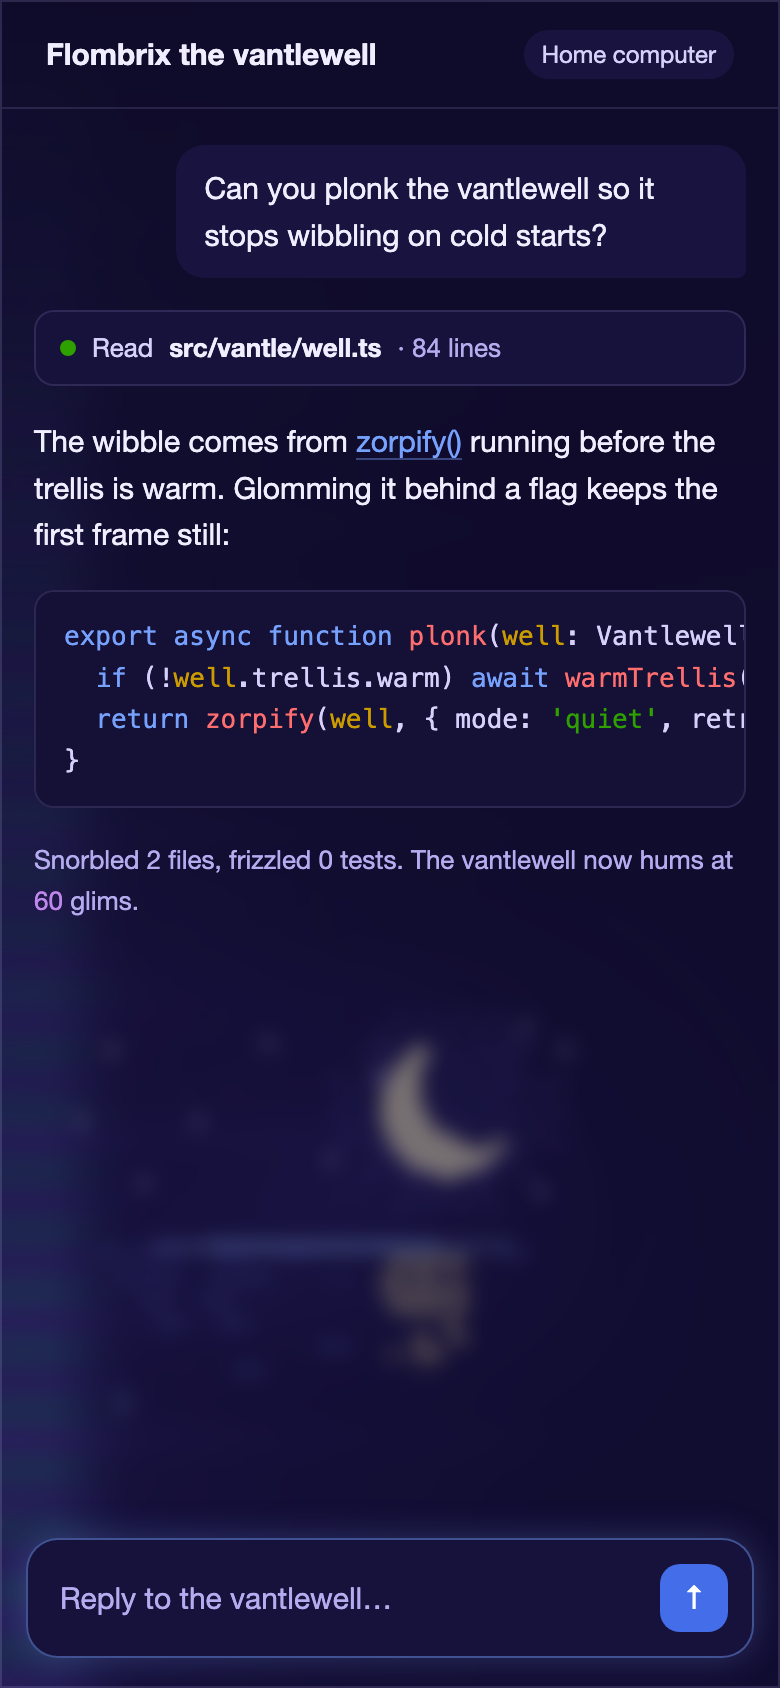 Flombrix the vantlewell
Home computer
Can you plonk the vantlewell so it
stops wibbling on cold starts?
Read src/vantle/well.ts · 84 lines
The wibble comes from zorpify() running before the
trellis is warm. Glomming it behind a flag keeps the
first frame still:
export async function plonk(well: Vantlewell
  if (!well.trellis.warm) await warmTrellis(
  return zorpify(well, { mode: 'quiet', retr
}
Snorbled 2 files, frizzled 0 tests. The vantlewell now hums at
60 glims.
Reply to the vantlewell…
↑